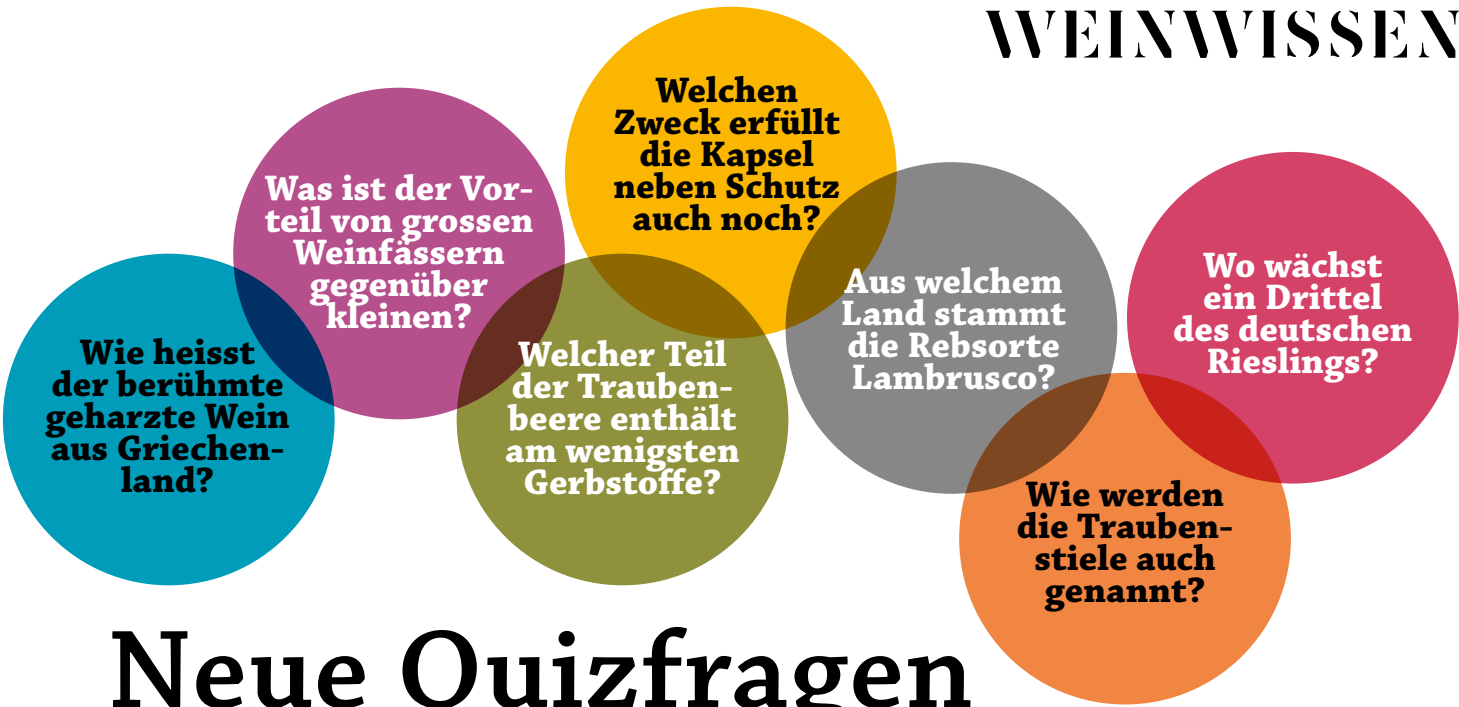 WEINWISSEN
Welchen
Zweck erfüllt
die Kapsel
neben Schutz
auch noch?
Was ist der Vor-
teil von grossen
Weinfässern
gegenüber
kleinen?
Wo wächst
ein Drittel
des deutschen
Rieslings?
Aus welchem
Land stammt
die Rebsorte
Lambrusco?
Wie heisst
der berühmte
geharzte Wein
aus Griechen-
land?
Welcher Teil
der Trauben-
beere enthält
am wenigsten
Gerbstoffe?
Wie werden
die Trauben-
stiele auch
genannt?
Neue Quizfragen